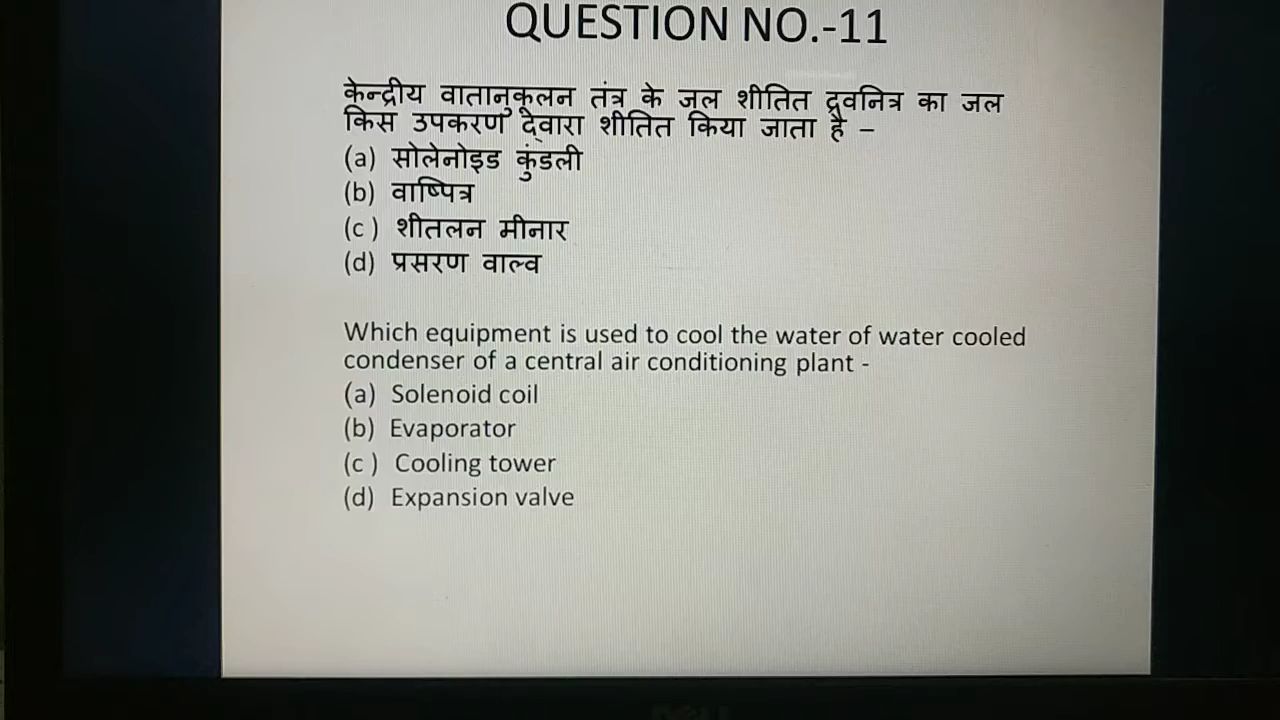 QUESTION NO.-11
केन्द्रीय वातानुकूलन तंत्र के जल शीतित द्रवनित्र का जल
किस उपकरण देवारा शीतित किया जाता है –
(a) सोलेनोइड कुंडली
(b) वाष्पित्र
(c ) शीतलन मीनार
(d) प्रसरण वाल्व
Which equipment is used to cool the water of water cooled
condenser of a central air conditioning plant -
(a) Solenoid coil
(b) Evaporator
(c ) Cooling tower
(d) Expansion valve